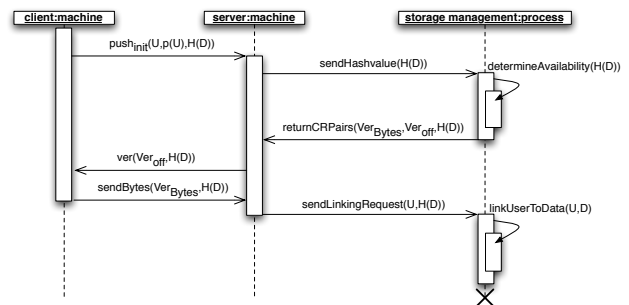 client:machine
server:machine
storage management:process
push_init(U,p(U),H(D))
sendHashvalue(H(D))
determineAvailability(H(D))
returnCRPairs(Ver_Bytes,Ver_off,H(D))
ver(Ver_off,H(D))
sendBytes(Ver_Bytes,H(D))
sendLinkingRequest(U,H(D))
linkUserToData(U,D)